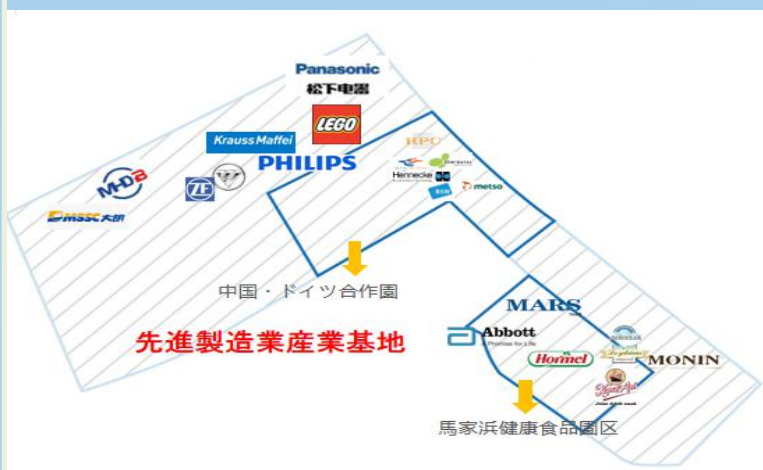 Panasonic
松下电器
LEGO
Krauss Maffei
PHILIPS
ZF
MHDB
DMSSC大朗
Hennecke
metso
中国・ドイツ合作園
先進製造業産業基地
MARS
Abbott
A Promise for Life
Hormel
MONIN
馬家浜健康食品園区